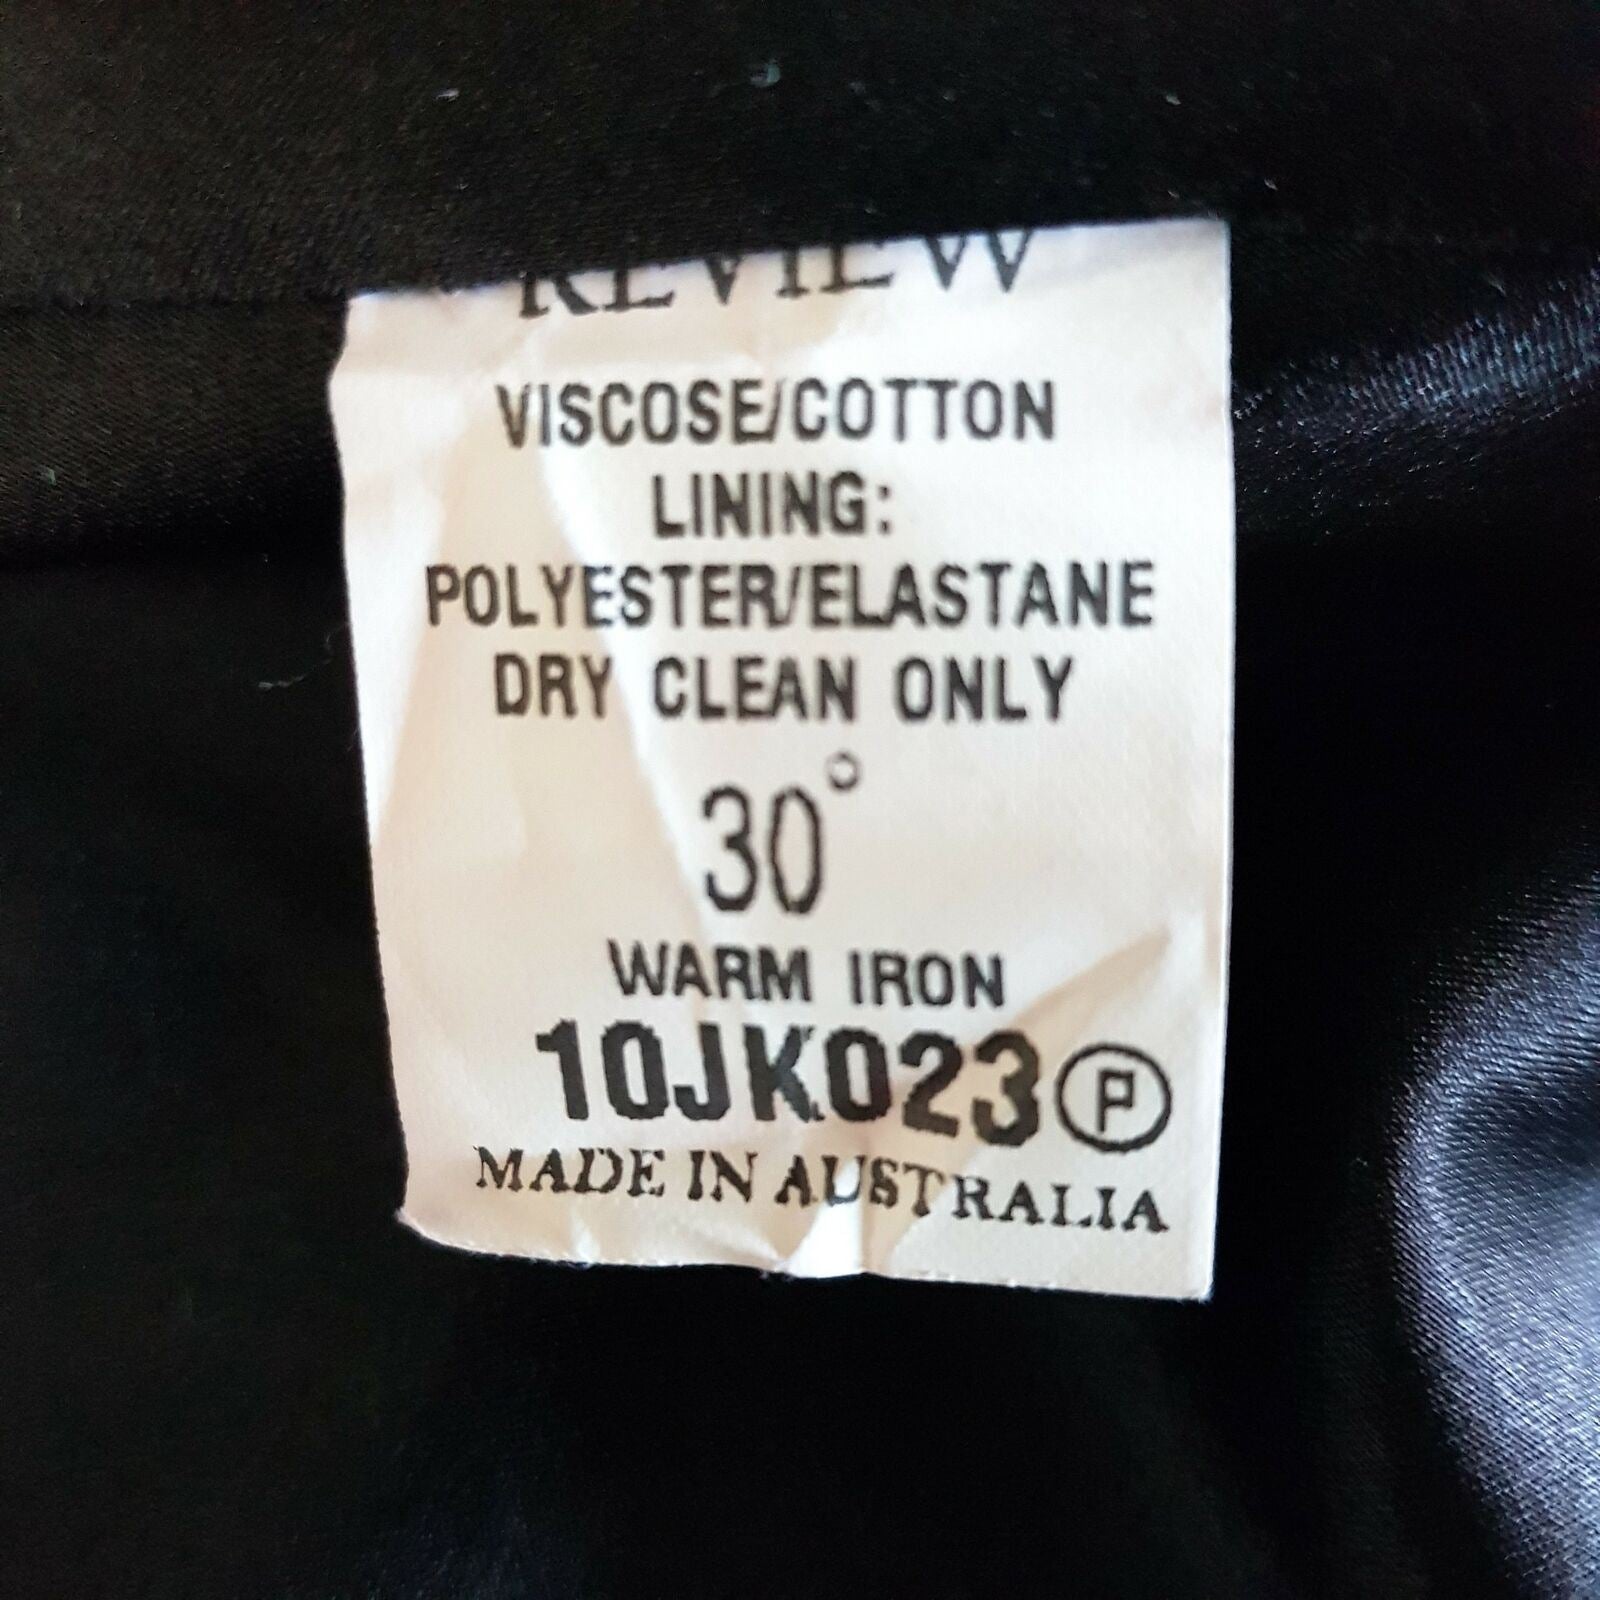 REVIEW
VISCOSE/COTTON
LINING:
POLYESTER/ELASTANE
DRY CLEAN ONLY
30°
WARM IRON
10JK023 Ⓟ
MADE IN AUSTRALIA